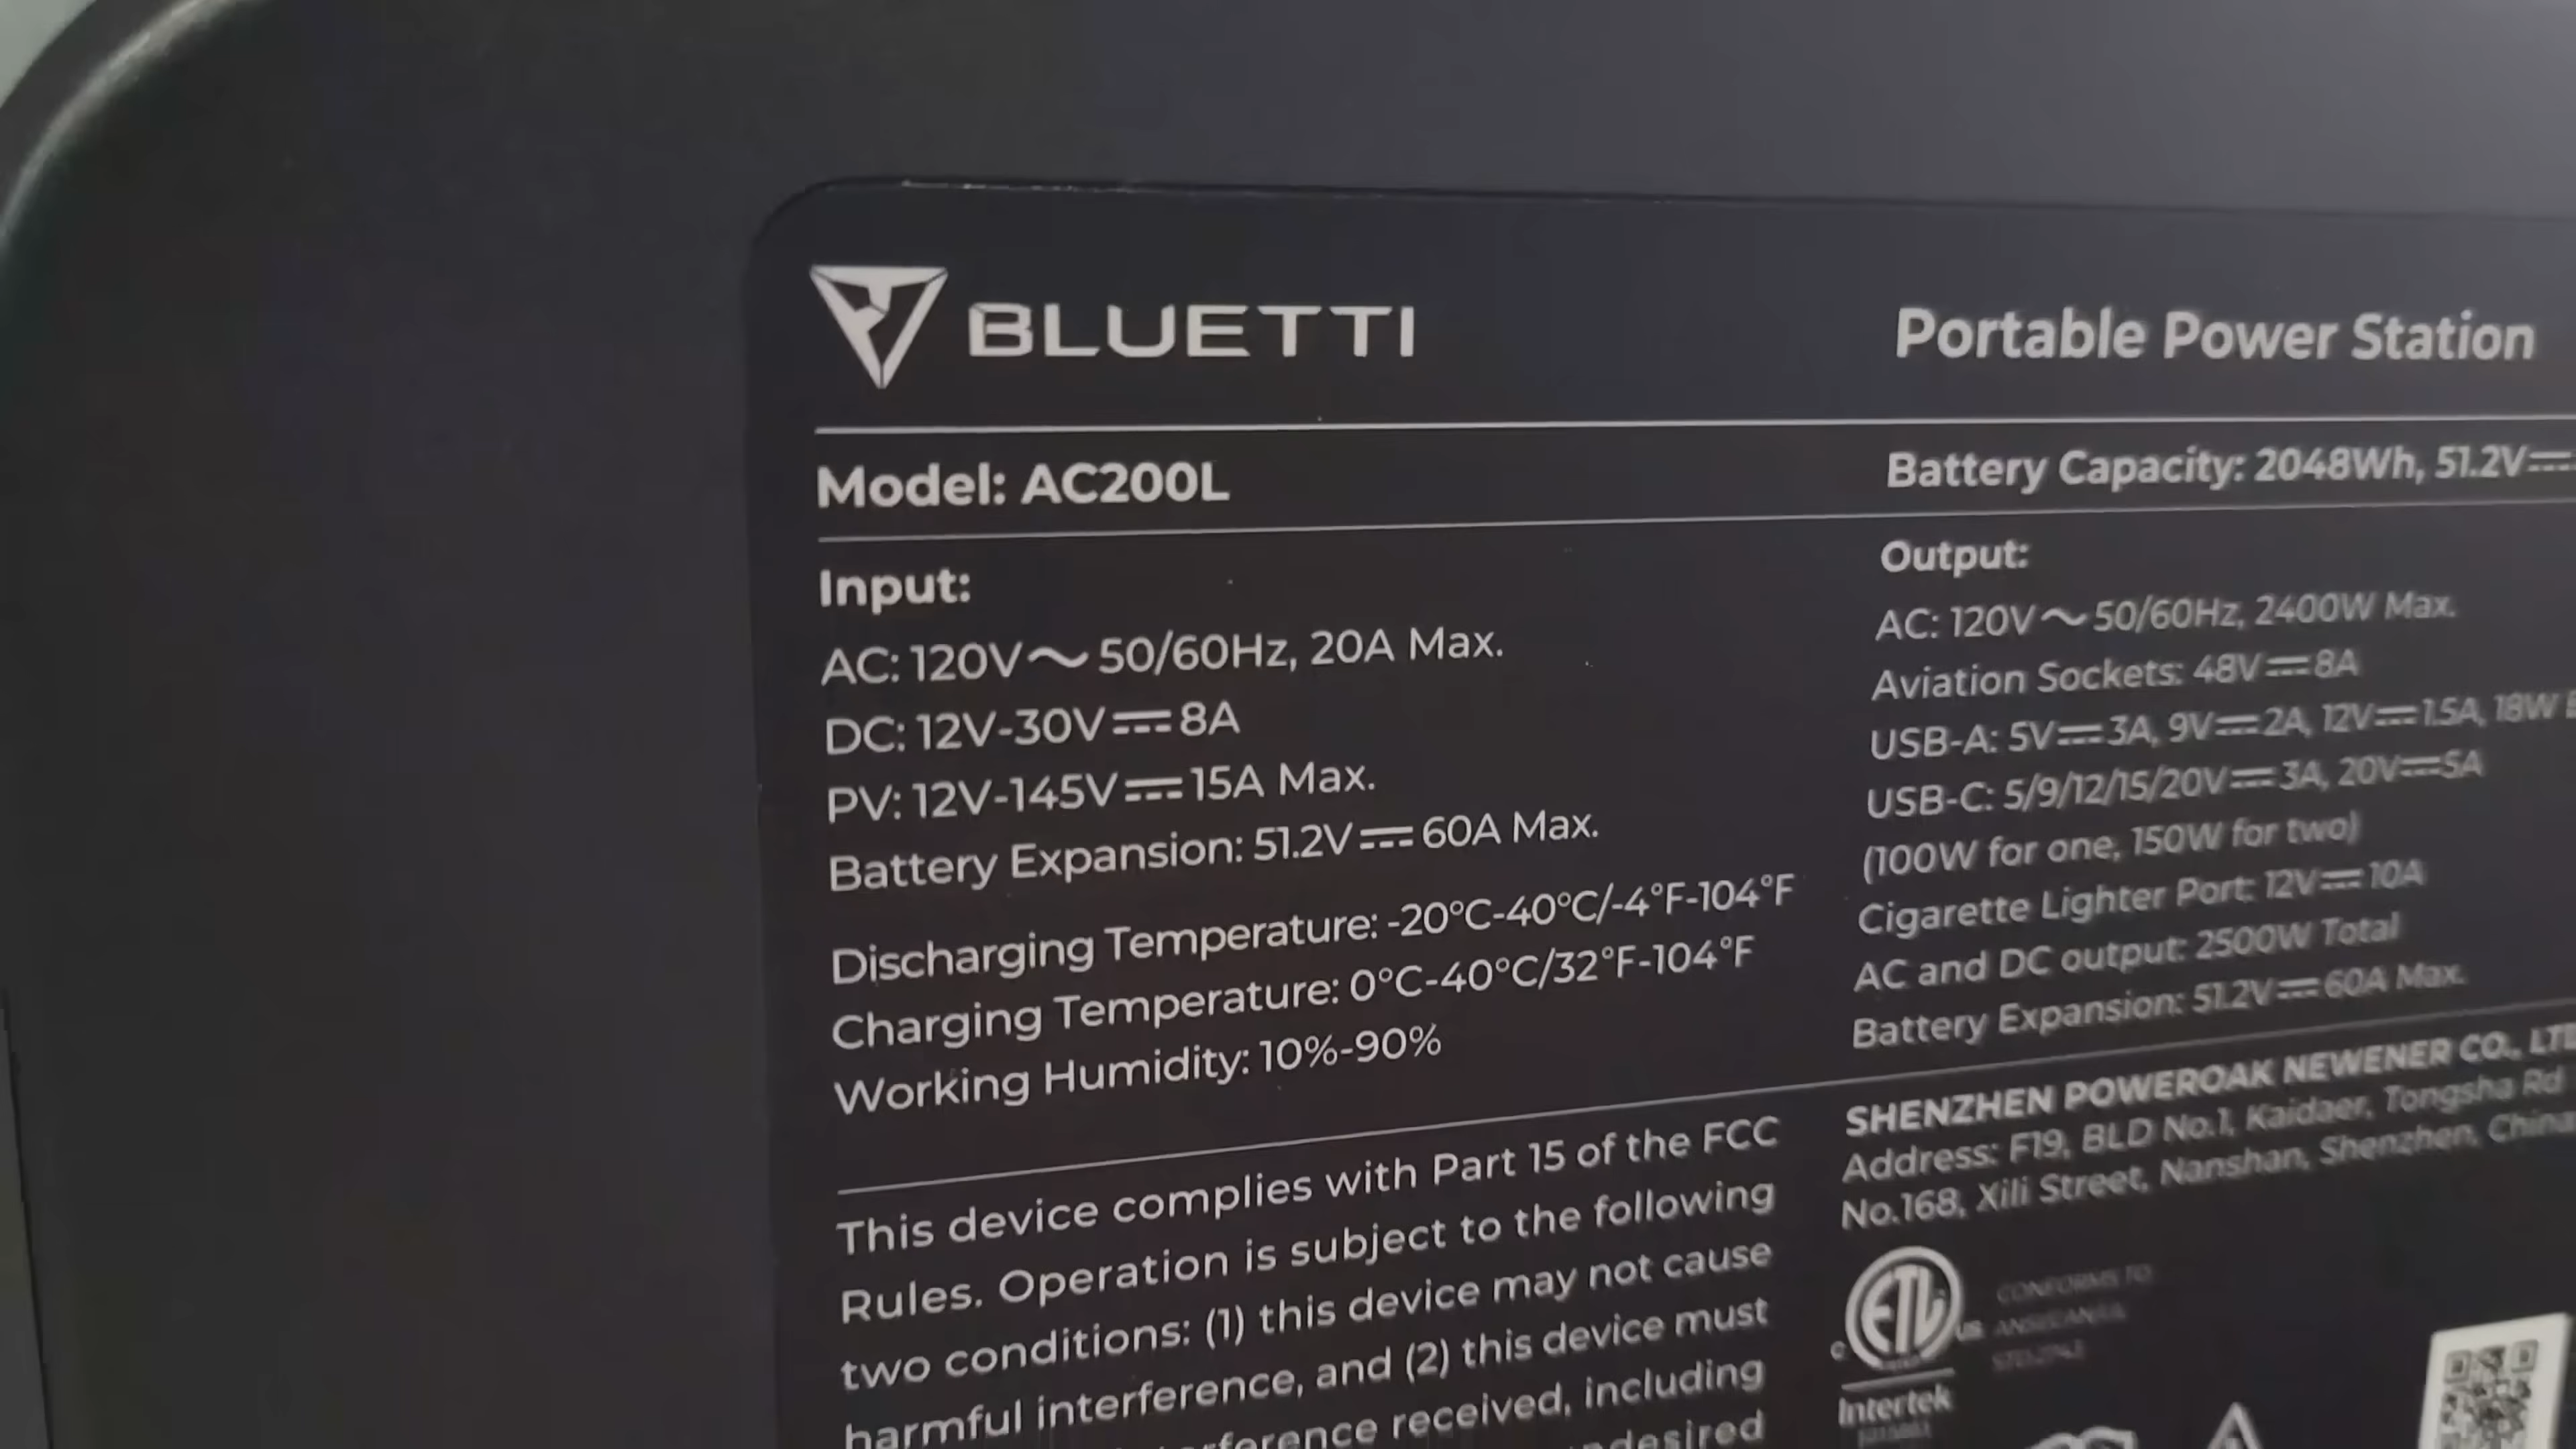 BLUETTI
Portable Power Station
Model: AC200L
Battery Capacity: 2048Wh, 51.2V⎓
Input:
AC: 120V～50/60Hz, 20A Max.
DC: 12V-30V⎓8A
PV: 12V-145V⎓15A Max.
Battery Expansion: 51.2V⎓60A Max.
Discharging Temperature: -20°C-40°C/-4°F-104°F
Charging Temperature: 0°C-40°C/32°F-104°F
Working Humidity: 10%-90%
Output:
AC: 120V～50/60Hz, 2400W Max.
Aviation Sockets: 48V⎓8A
USB-A: 5V⎓3A, 9V⎓2A, 12V⎓1.5A, 18W
USB-C: 5/9/12/15/20V⎓3A, 20V⎓5A
(100W for one, 150W for two)
Cigarette Lighter Port: 12V⎓10A
AC and DC output: 2500W Total
Battery Expansion: 51.2V⎓60A Max.
This device complies with Part 15 of the FCC
Rules. Operation is subject to the following
two conditions: (1) this device may not cause
harmful interference, and (2) this device must
received, including
SHENZHEN POWEROAK NEWENER CO., LT
Address: F19, BLD No.1, Kaidaer, Tongsha Rd
No.168, Xili Street, Nanshan, Shenzhen, China
ETL
c
us
CONFORMS TO
Intertek